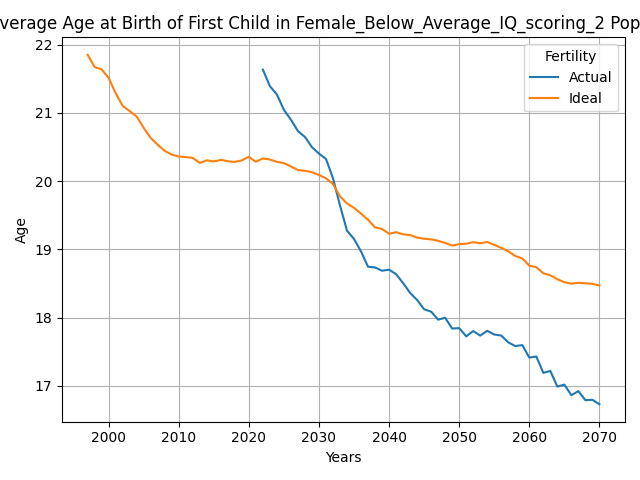 verage Age at Birth of First Child in Female_Below_Average_IQ_scoring_2 Pop
22
21
20
19
18
17
Age
Fertility
Actual
Ideal
2000 2010 2020 2030 2040 2050 2060 2070
Years